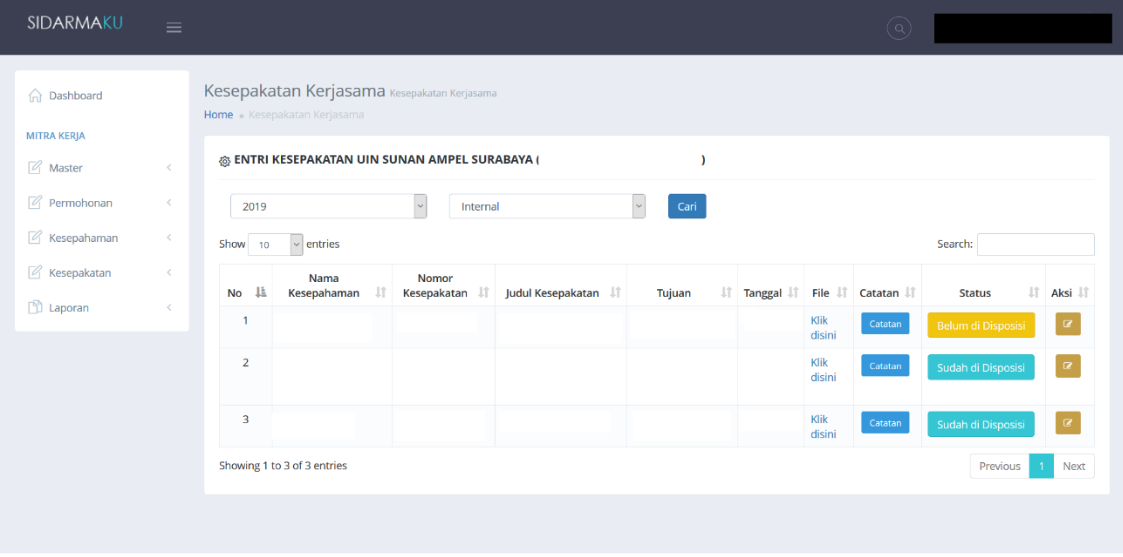 SIDARMAKU
Dashboard
MITRA KERJA
Master
Permohonan
Kesepahaman
Kesepakatan
Laporan
Kesepakatan Kerjasama Kesepakatan Kerjasama
Home Kesepakatan Kerjasama
ENTRI KESEPAKATAN UIN SUNAN AMPEL SURABAYA ( )
2019 Internal Cari
Show 10 entries Search:
No Nama Kesepahaman Nomor Kesepakatan Judul Kesepakatan Tujuan Tanggal File Catatan Status Aksi
1 Klik disini Catatan Belum di Disposisi
2 Klik disini Catatan Sudah di Disposisi
3 Klik disini Catatan Sudah di Disposisi
Showing 1 to 3 of 3 entries Previous 1 Next